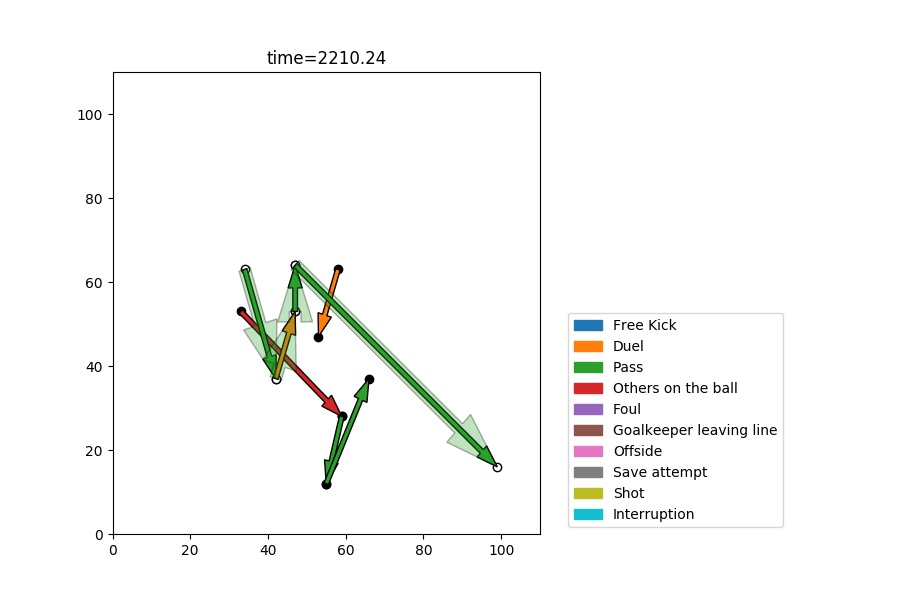 time=2210.24
100
80
60
40
20
0
0 20 40 60 80 100
Free Kick
Duel
Pass
Others on the ball
Foul
Goalkeeper leaving line
Offside
Save attempt
Shot
Interruption